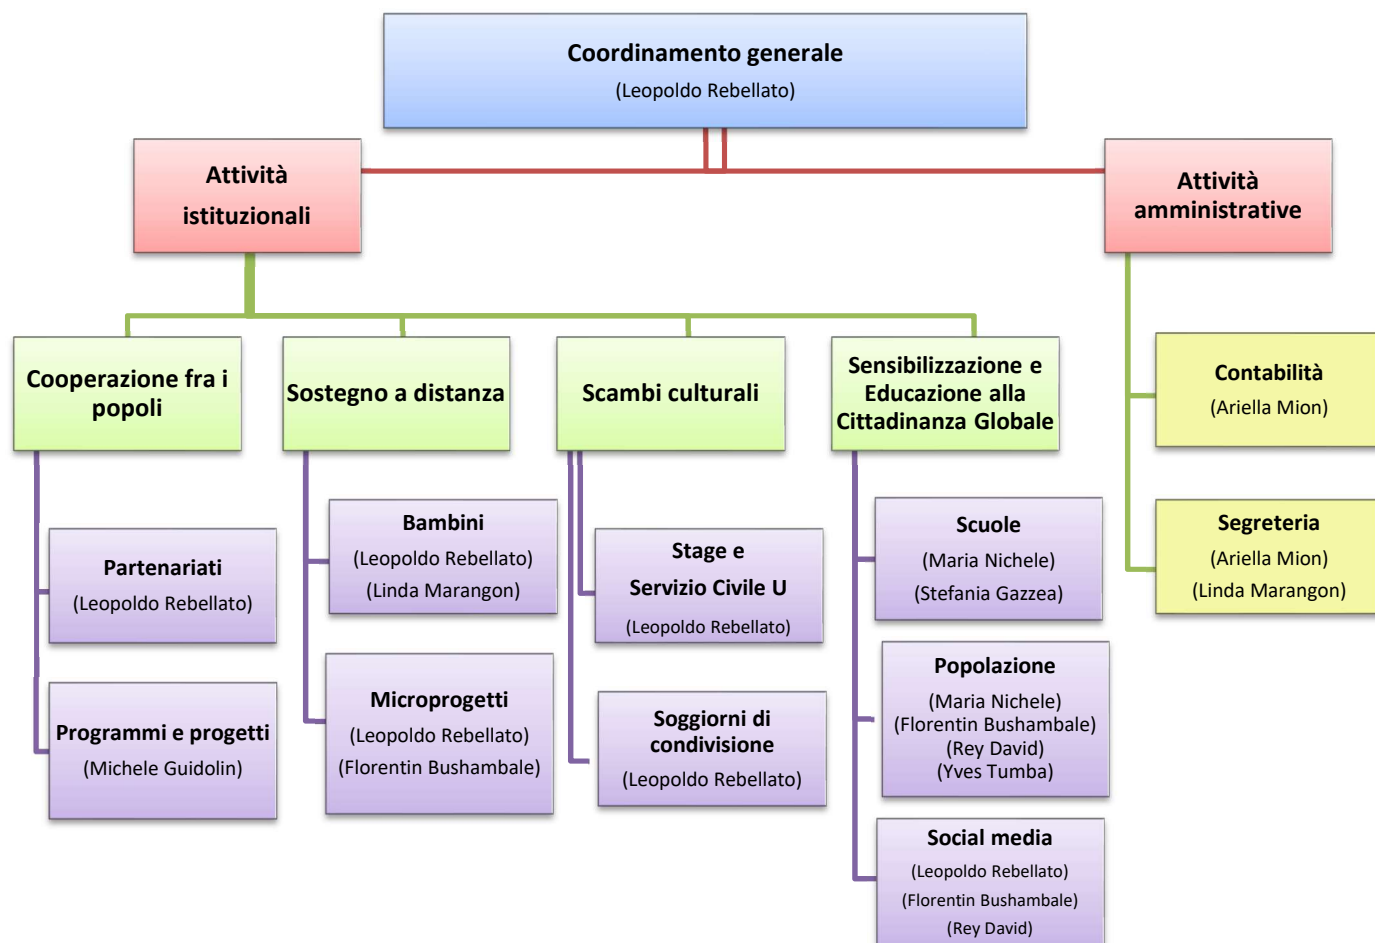 Coordinamento generale
(Leopoldo Rebellato)
Attività
istituzionali
Attività
amministrative
Cooperazione fra i
popoli
Sostegno a distanza
Scambi culturali
Sensibilizzazione e
Educazione alla
Cittadinanza Globale
Contabilità
(Ariella Mion)
Partenariati
(Leopoldo Rebellato)
Programmi e progetti
(Michele Guidolin)
Bambini
(Leopoldo Rebellato)
(Linda Marangon)
Microprogetti
(Leopoldo Rebellato)
(Florentin Bushambale)
Stage e
Servizio Civile U
(Leopoldo Rebellato)
Soggiorni di
condivisione
(Leopoldo Rebellato)
Scuole
(Maria Nichele)
(Stefania Gazzea)
Popolazione
(Maria Nichele)
(Florentin Bushambale)
(Rey David)
(Yves Tumba)
Social media
(Leopoldo Rebellato)
(Florentin Bushambale)
(Rey David)
Segreteria
(Ariella Mion)
(Linda Marangon)